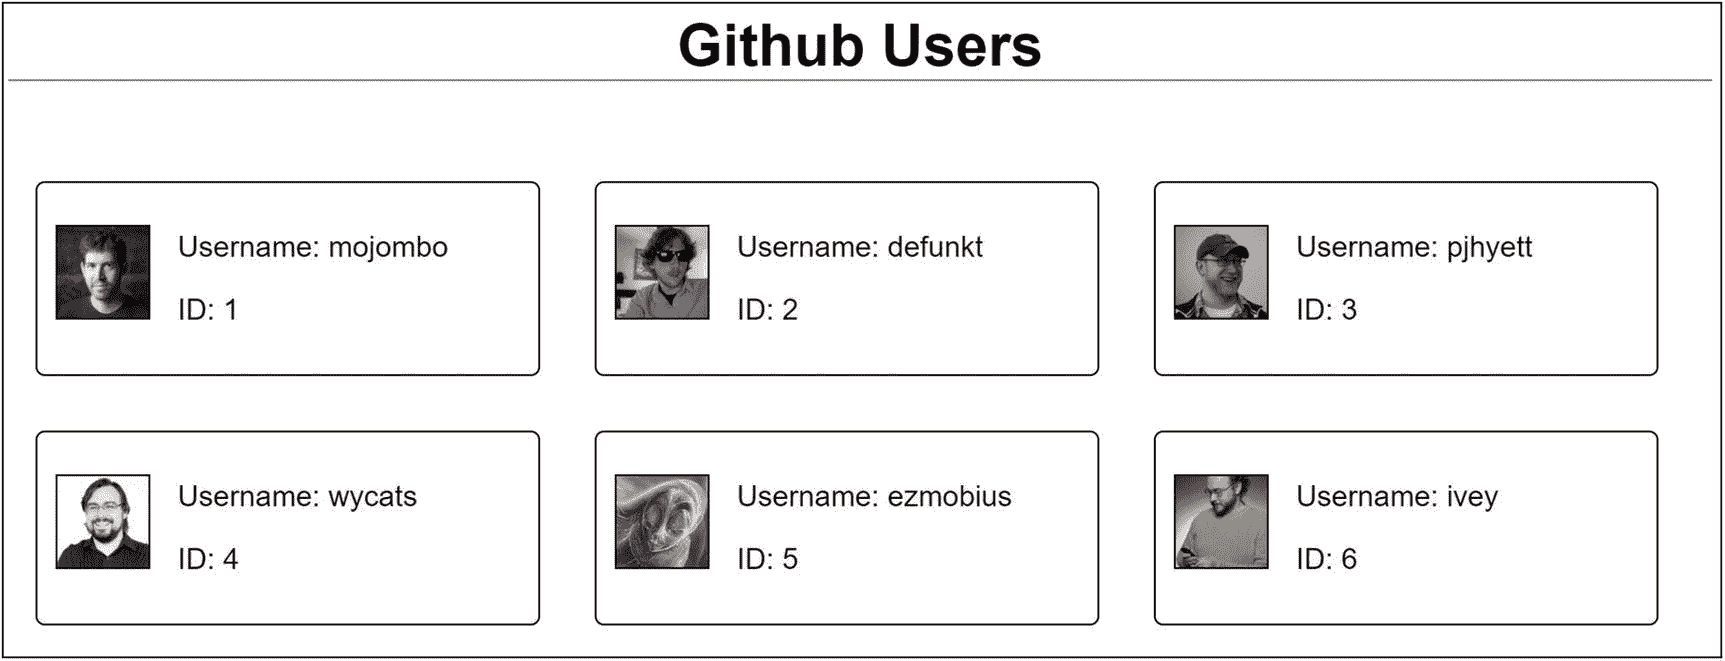 Github Users
Username: mojombo
ID: 1
Username: defunkt
ID: 2
Username: pjhyett
ID: 3
Username: wycats
ID: 4
Username: ezmobius
ID: 5
Username: ivey
ID: 6